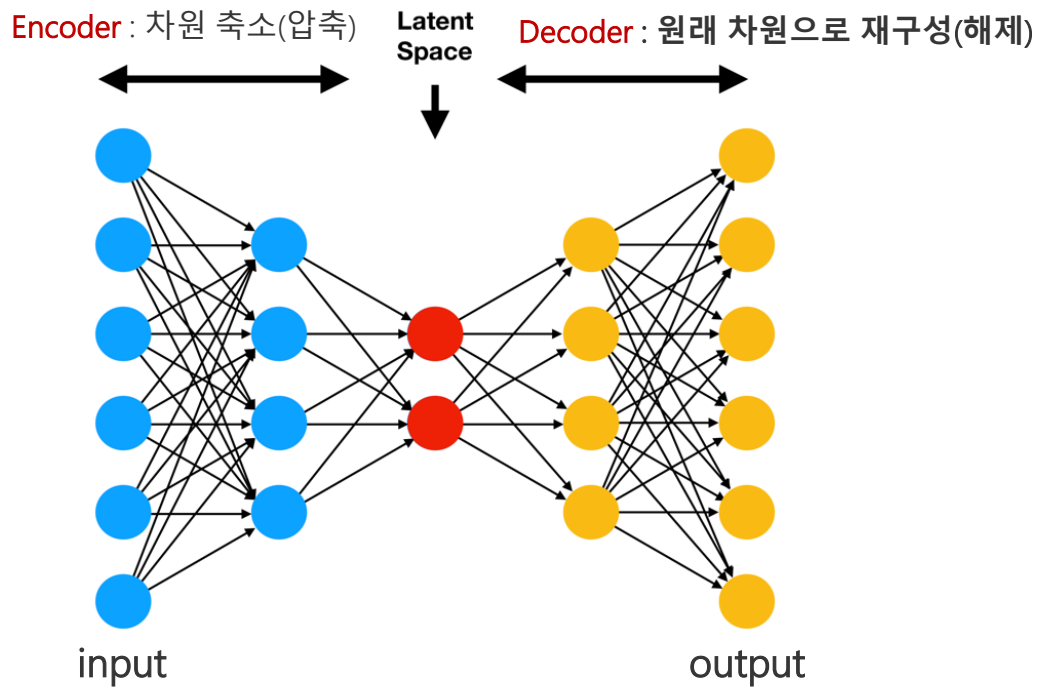 Encoder : 차원 축소(압축)
Latent
Space
Decoder : 원래 차원으로 재구성(해제)
input
output